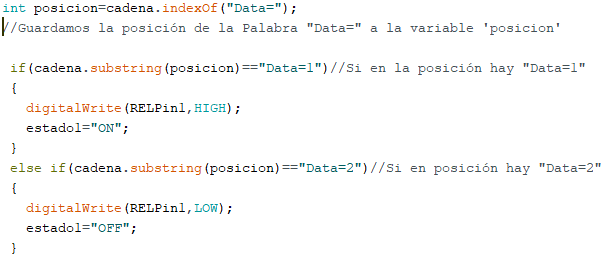 int posicion=cadena.indexOf("Data=");
//Guardamos la posición de la Palabra "Data=" a la variable 'posicion'
if(cadena.substring(posicion)=="Data=1")//Si en la posición hay "Data=1"
{
digitalWrite(RELPin1,HIGH);
estado1="ON";
}
else if(cadena.substring(posicion)=="Data=2")//Si en posición hay "Data=2"
{
digitalWrite(RELPin1,LOW);
estado1="OFF";
}